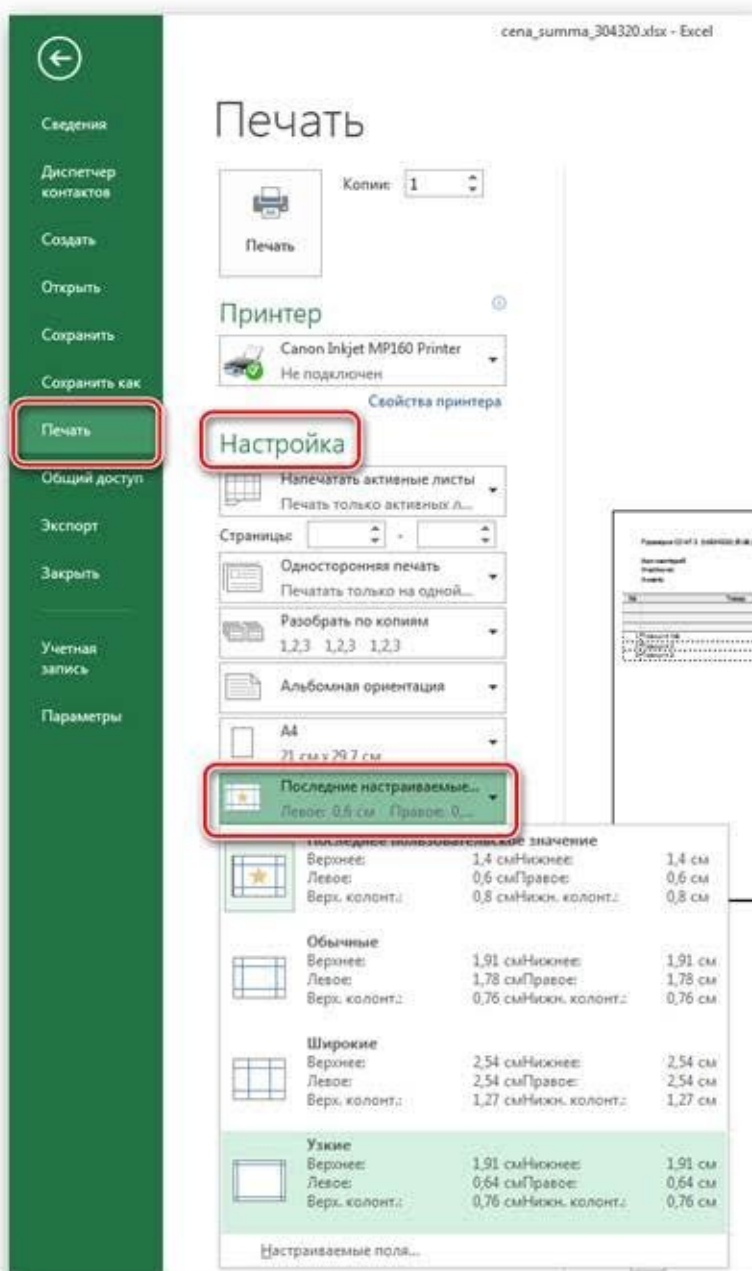 cena_summa_304320.xlsx - Excel
Сведения
Диспетчер
контактов
Создать
Открыть
Сохранить
Сохранить как
Печать
Общий доступ
Экспорт
Закрыть
Учетная
запись
Параметры
Печать
Копии: 1
Печать
Принтер
Canon Inkjet MP160 Printer
Не подключен
Свойства принтера
Настройка
Напечатать активные листы
Печать только активных л...
Страницы: -
Односторонняя печать
Печатать только на одной...
Разобрать по копиям
1,2,3 1,2,3 1,2,3
Альбомная ориентация
A4
21 см x 29,7 см
Последние настраиваемые...
Левое: 0,6 см Правое: 0,...
Последнее пользовательское значение
Верхнее: 1,4 смНижнее: 1,4 см
Левое: 0,6 смПравое: 0,6 см
Верх. колонт.: 0,8 смНижн. колонт.: 0,8 см
Обычные
Верхнее: 1,91 смНижнее: 1,91 см
Левое: 1,78 смПравое: 1,78 см
Верх. колонт.: 0,76 смНижн. колонт.: 0,76 см
Широкие
Верхнее: 2,54 смНижнее: 2,54 см
Левое: 2,54 смПравое: 2,54 см
Верх. колонт.: 1,27 смНижн. колонт.: 1,27 см
Узкие
Верхнее: 1,91 смНижнее: 1,91 см
Левое: 0,64 смПравое: 0,64 см
Верх. колонт.: 0,76 смНижн. колонт.: 0,76 см
Настраиваемые поля...